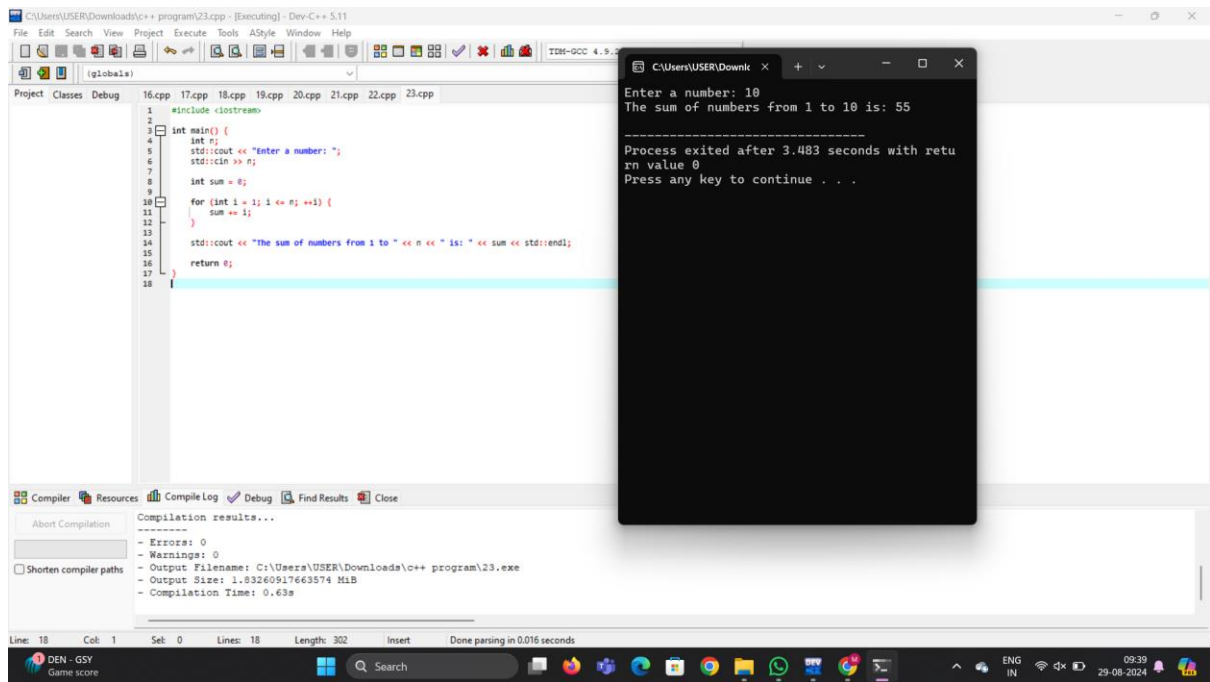 C:\Users\USER\Downloads\c++ program\23.cpp - [Executing] - Dev-C++ 5.11
File Edit Search View Project Execute Tools AStyle Window Help
TDM-GCC 4.9.2
(globals)
Project Classes Debug
16.cpp 17.cpp 18.cpp 19.cpp 20.cpp 21.cpp 22.cpp 23.cpp
1 #include <iostream>
2
3 int main() {
4 int n;
5 std::cout << "Enter a number: ";
6 std::cin >> n;
7
8 int sum = 0;
9
10 for (int i = 1; i <= n; ++i) {
11 sum += i;
12 }
13
14 std::cout << "The sum of numbers from 1 to " << n << " is: " << sum << std::endl;
15
16 return 0;
17 }
18
C:\Users\USER\Downlc
Enter a number: 10
The sum of numbers from 1 to 10 is: 55
--------------------------------
Process exited after 3.483 seconds with retu
rn value 0
Press any key to continue . . .
Compiler Resources Compile Log Debug Find Results Close
Abort Compilation
Shorten compiler paths
Compilation results...
--------
- Errors: 0
- Warnings: 0
- Output Filename: C:\Users\USER\Downloads\c++ program\23.exe
- Output Size: 1.83260917663574 MiB
- Compilation Time: 0.63s
Line: 18 Col: 1 Sel: 0 Lines: 18 Length: 302 Insert Done parsing in 0.016 seconds
1
DEN - GSY
Game score
Search
DEV
ENG
IN
09:39
29-08-2024